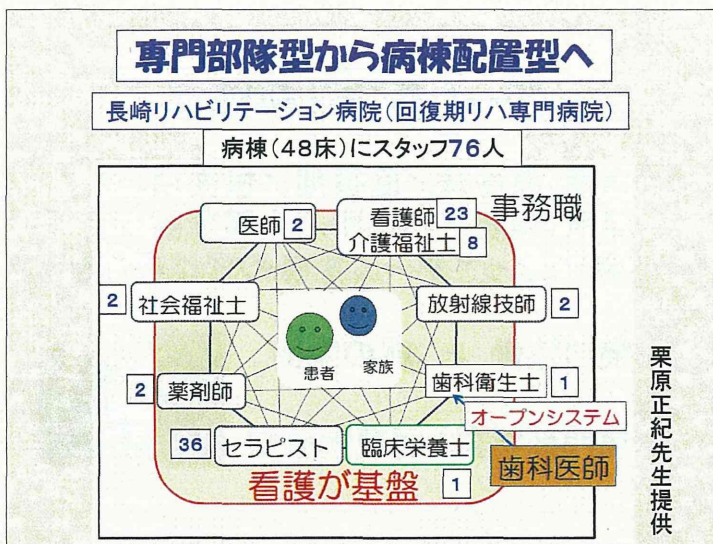 専門部隊型から病棟配置型へ
長崎リハビリテーション病院（回復期リハ専門病院）
病棟（48床）にスタッフ76人
事務職
医師 2
看護師 23
介護福祉士 8
2 社会福祉士
放射線技師 2
患者
家族
2 薬剤師
歯科衛生士 1
オープンシステム
36 セラピスト
臨床栄養士
1
歯科医師
看護が基盤
栗原正紀先生提供